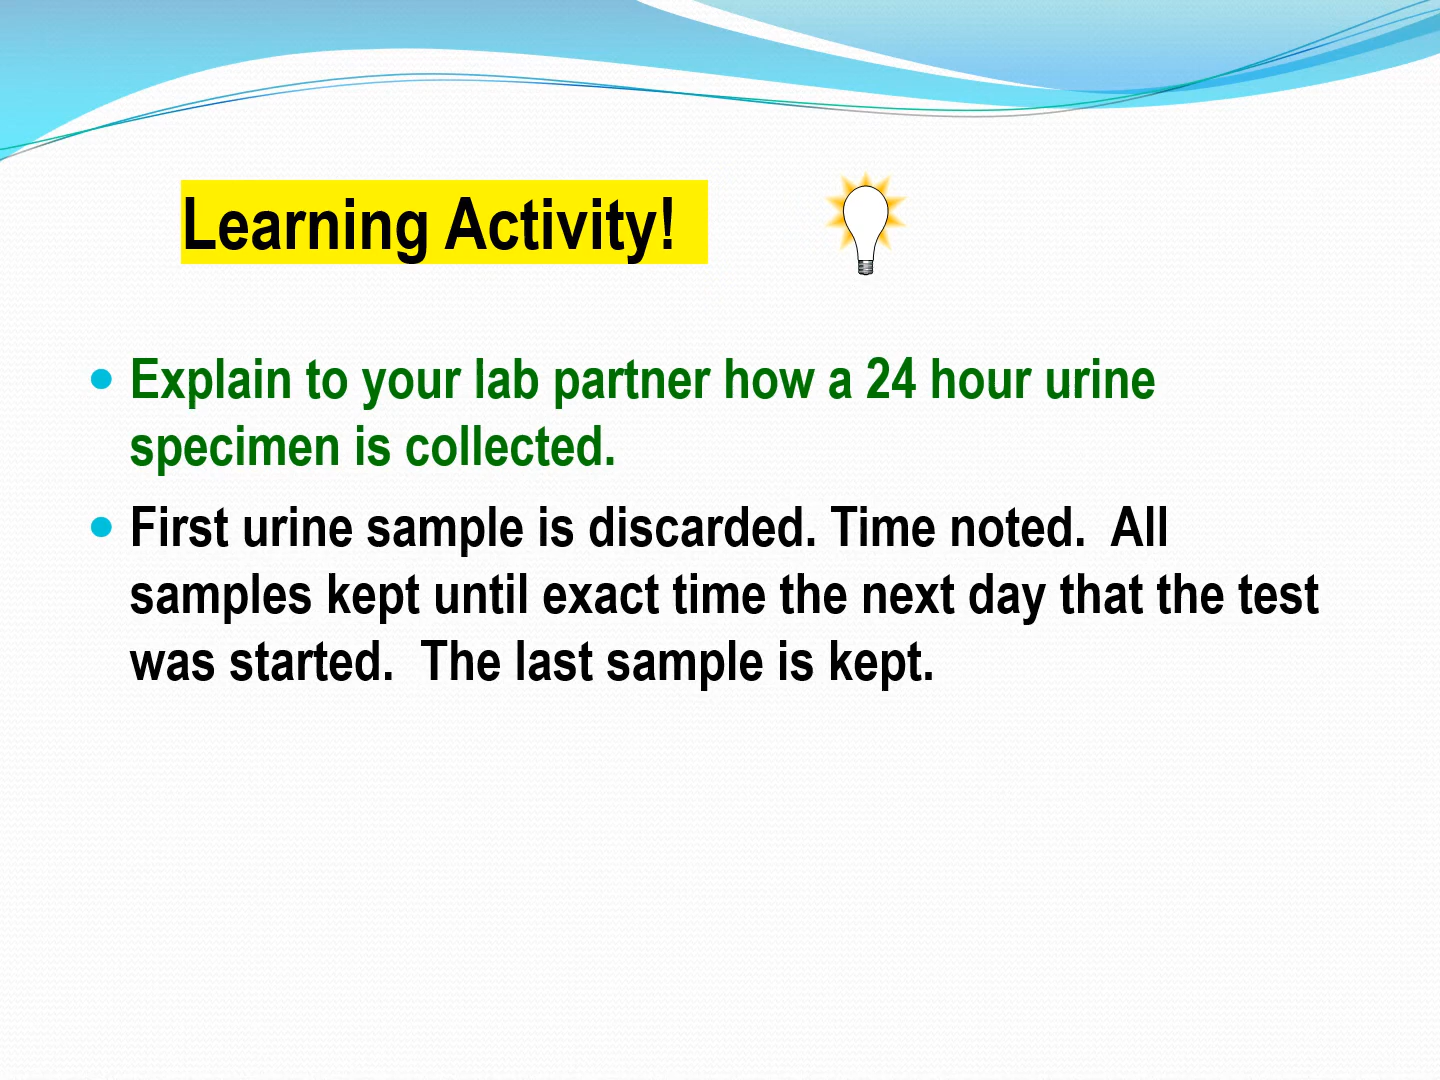 Learning Activity!
Explain to your lab partner how a 24 hour urine
specimen is collected.
First urine sample is discarded. Time noted.  All
samples kept until exact time the next day that the test
was started.  The last sample is kept.